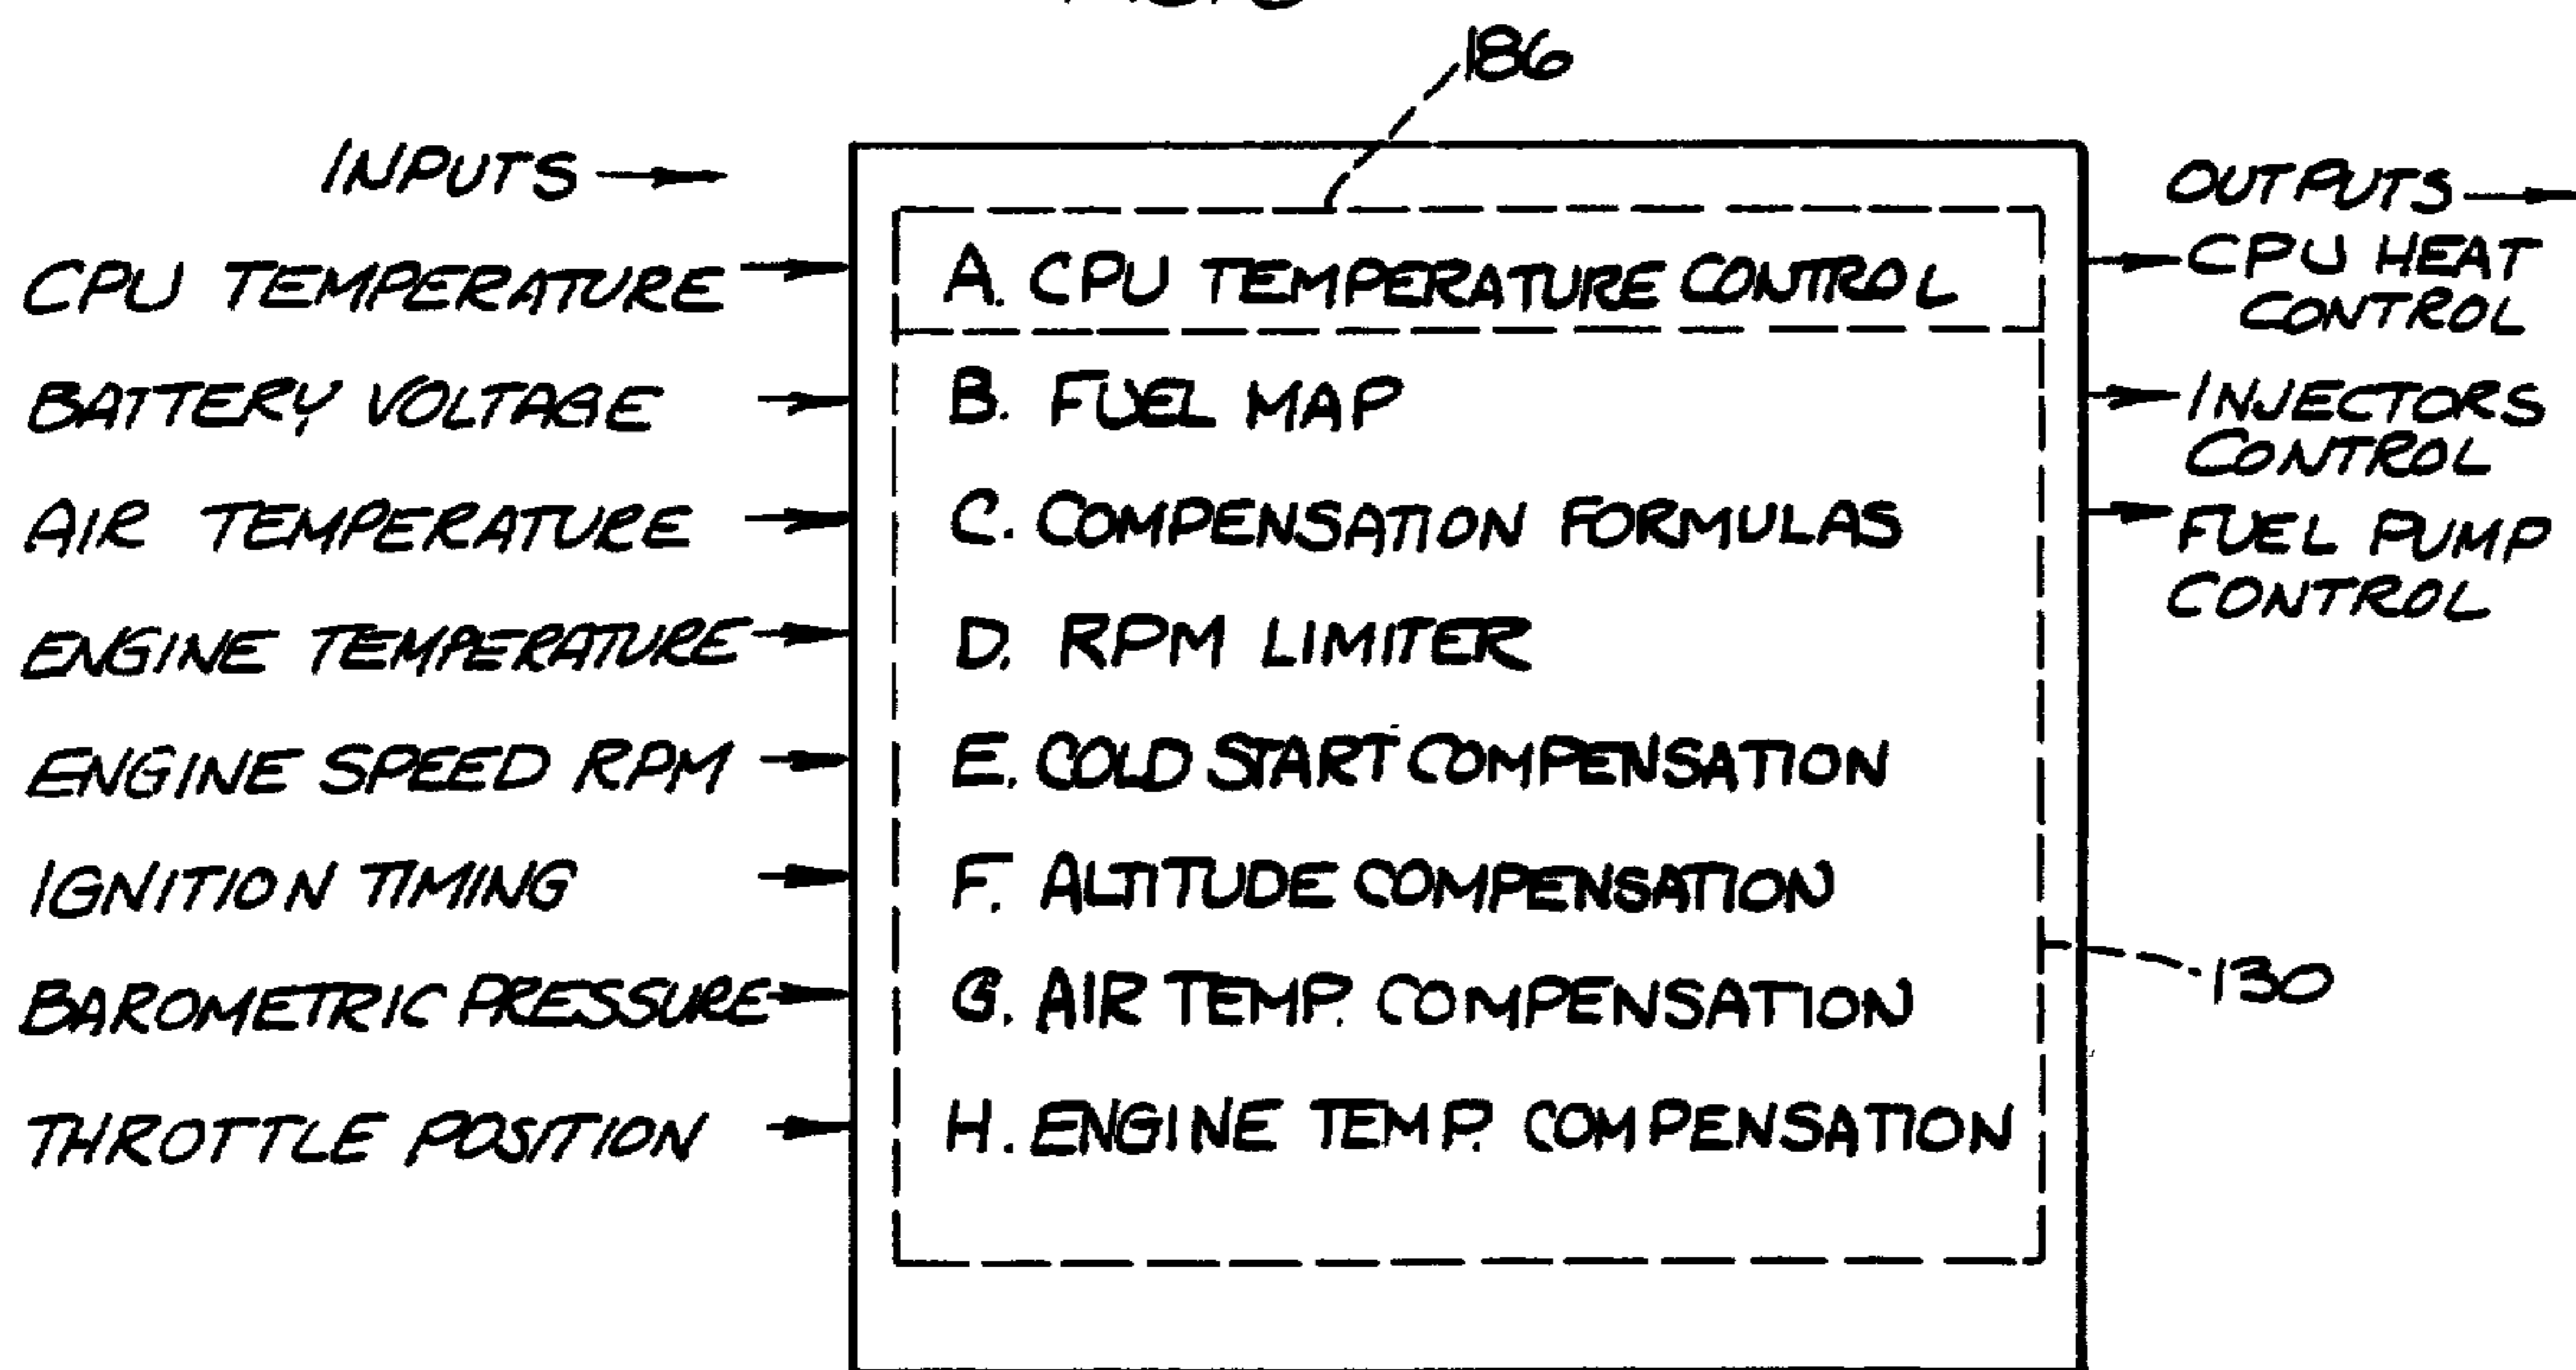 186
INPUTS
CPU TEMPERATURE
BATTERY VOLTAGE
AIR TEMPERATURE
ENGINE TEMPERATURE
ENGINE SPEED RPM
IGNITION TIMING
BAROMETRIC PRESSURE
THROTTLE POSITION
A. CPU TEMPERATURE CONTROL
B. FUEL MAP
C. COMPENSATION FORMULAS
D. RPM LIMITER
E. COLD START COMPENSATION
F. ALTITUDE COMPENSATION
G. AIR TEMP. COMPENSATION
H. ENGINE TEMP. COMPENSATION
OUTPUTS
CPU HEAT
CONTROL
INJECTORS
CONTROL
FUEL PUMP
CONTROL
130